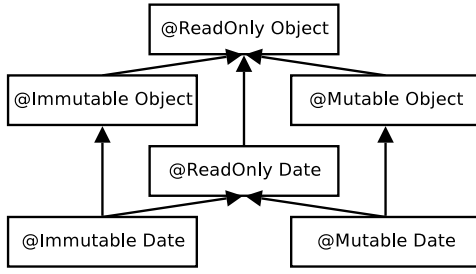 @ReadOnly Object
@Immutable Object
@Mutable Object
@ReadOnly Date
@Immutable Date
@Mutable Date